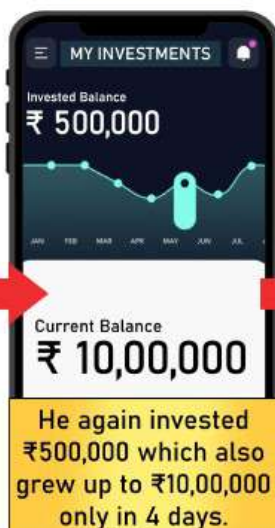 MY INVESTMENTS
Invested Balance
₹ 500,000
JAN FEB MAR APR MAY JUN JUL
Current Balance
₹ 10,00,000
He again invested
₹500,000 which also
grew up to ₹10,00,000
only in 4 days.